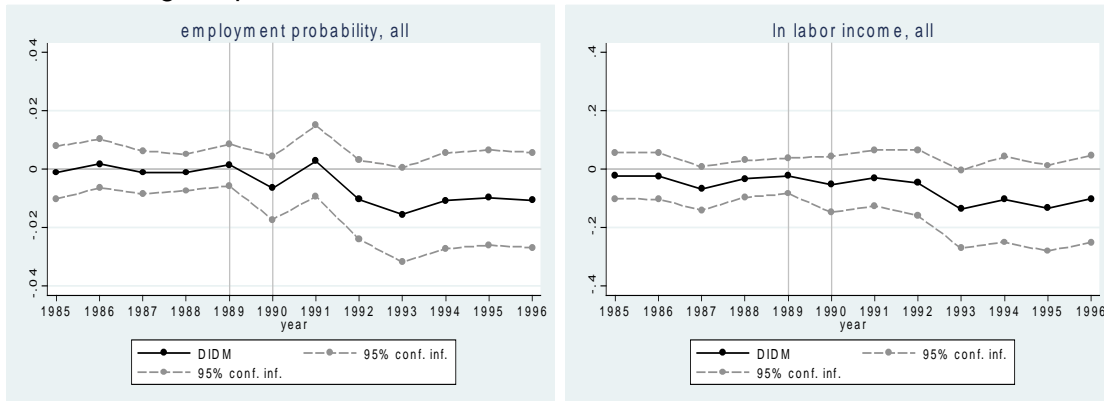 employment probability, all
.04
.02
0
-.02
-.04
1985 1986 1987 1988 1989 1990 1991 1992 1993 1994 1995 1996
year
DIDM 95% conf. inf.
95% conf. inf.
ln labor income, all
.4
.2
0
-.2
-.4
1985 1986 1987 1988 1989 1990 1991 1992 1993 1994 1995 1996
year
DIDM 95% conf. inf.
95% conf. inf.